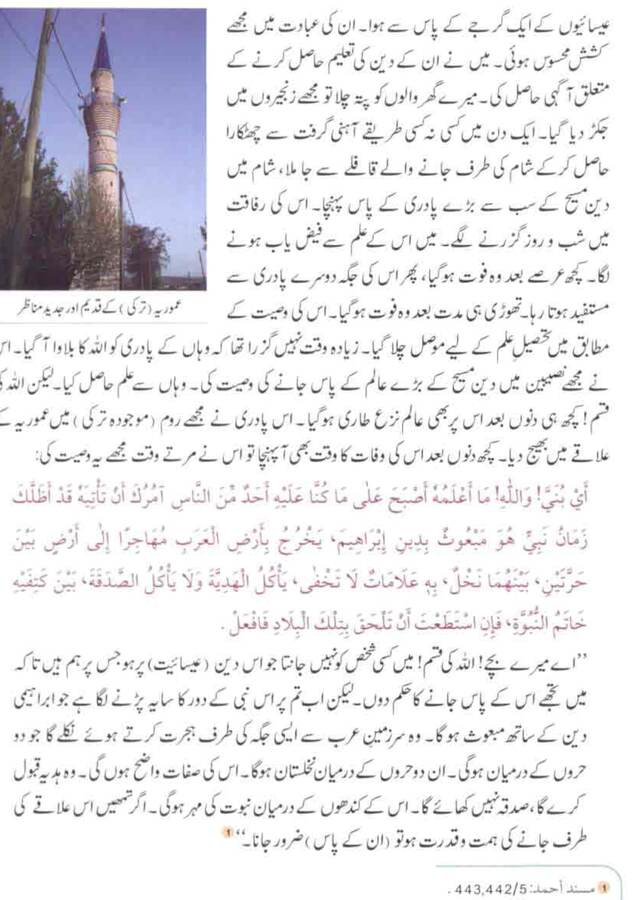 عیسائیوں کے ایک گرجے کے پاس سے ہوا۔ ان کی عبادت میں مجھے
کشش محسوس ہوئی۔ میں نے ان کے دین کی تعلیم حاصل کرنے کے
متعلق آگہی حاصل کی۔ میرے گھر والوں کو پتہ چلا تو مجھے زنجیروں میں
جکڑ دیا گیا۔ ایک دن میں کسی نہ کسی طریقے آہنی گرفت سے چھٹکارا
حاصل کر کے شام کی طرف جانے والے قافلے سے جا ملا، شام میں
دین مسیح کے سب سے بڑے پادری کے پاس پہنچا۔ اس کی رفاقت
میں شب و روز گزرنے لگے۔ میں اس کے علم سے فیض یاب ہونے
لگا۔ کچھ عرصے بعد وہ فوت ہوگیا، پھر اس کی جگہ دوسرے پادری سے
مستفید ہوتا رہا۔ تھوڑی ہی مدت بعد وہ فوت ہوگیا۔ اس کی وصیت کے
عموریہ (ترکی) کے قدیم اور جدید مناظر
مطابق میں تحصیل علم کے لیے موصل چلا گیا۔ زیادہ وقت نہیں گزرا تھا کہ وہاں کے پادری کو اللہ کا بلاوا آ گیا۔ اس
نے مجھے نصیبین میں دین مسیح کے بڑے عالم کے پاس جانے کی وصیت کی۔ وہاں سے علم حاصل کیا۔ لیکن اللہ کی
قسم! کچھ ہی دنوں بعد اس پر بھی عالم نزع طاری ہوگیا۔ اس پادری نے مجھے روم (موجودہ ترکی) میں عموریہ کے
علاقے میں بھیج دیا۔ کچھ دنوں بعد اس کی وفات کا وقت بھی آ پہنچا تو اس نے مرتے وقت مجھے یہ وصیت کی:
أَيْ بُنَيَّ! وَاللّٰهِ! مَا أَعْلَمُهُ أَصْبَحَ عَلٰى مَا كُنَّا عَلَيْهِ أَحَدٌ مِّنَ النَّاسِ آمُرُكَ أَنْ تَأْتِيَهُ قَدْ أَظَلَّكَ
زَمَانُ نَبِيٍّ هُوَ مَبْعُوثٌ بِدِينِ إِبْرَاهِيمَ، يَخْرُجُ بِأَرْضِ الْعَرَبِ مُهَاجِرًا إِلٰى أَرْضٍ بَيْنَ
حَرَّتَيْنِ، بَيْنَهُمَا نَخْلٌ، بِهٖ عَلَامَاتٌ لَا تَخْفٰى، يَأْكُلُ الْهَدِيَّةَ وَلَا يَأْكُلُ الصَّدَقَةَ، بَيْنَ كَتِفَيْهِ
خَاتَمُ النُّبُوَّةِ، فَإِنِ اسْتَطَعْتَ أَنْ تَلْحَقَ بِتِلْكَ الْبِلَادِ فَافْعَلْ.
”اے میرے بچے! اللہ کی قسم! میں کسی شخص کو نہیں جانتا جو اس دین (عیسائیت) پر ہو جس پر ہم ہیں تاکہ
میں تجھے اس کے پاس جانے کا حکم دوں۔ لیکن اب تم پر اس نبی کے دور کا سایہ پڑنے لگا ہے جو ابراہیمی
دین کے ساتھ مبعوث ہوگا۔ وہ سرزمین عرب سے ایسی جگہ کی طرف ہجرت کرتے ہوئے نکلے گا جو دو
حروں کے درمیان ہوگی۔ ان دو حروں کے درمیان نخلستان ہوگا۔ اس کی صفات واضح ہوں گی۔ وہ ہدیہ قبول
کرے گا، صدقہ نہیں کھائے گا۔ اس کے کندھوں کے درمیان نبوت کی مہر ہوگی۔ اگر تمھیں اس علاقے کی
طرف جانے کی ہمت و قدرت ہو تو (ان کے پاس) ضرور جانا۔“ ١
١ مسند أحمد: 443,442/5 .